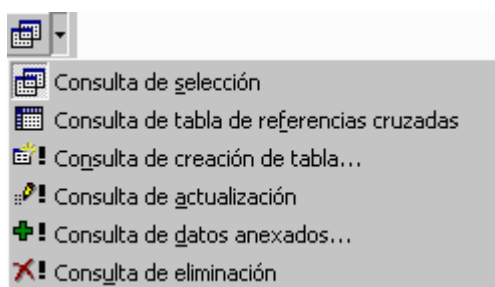 Consulta de selección
Consulta de tabla de referencias cruzadas
Consulta de creación de tabla...
Consulta de actualización
Consulta de datos anexados...
Consulta de eliminación